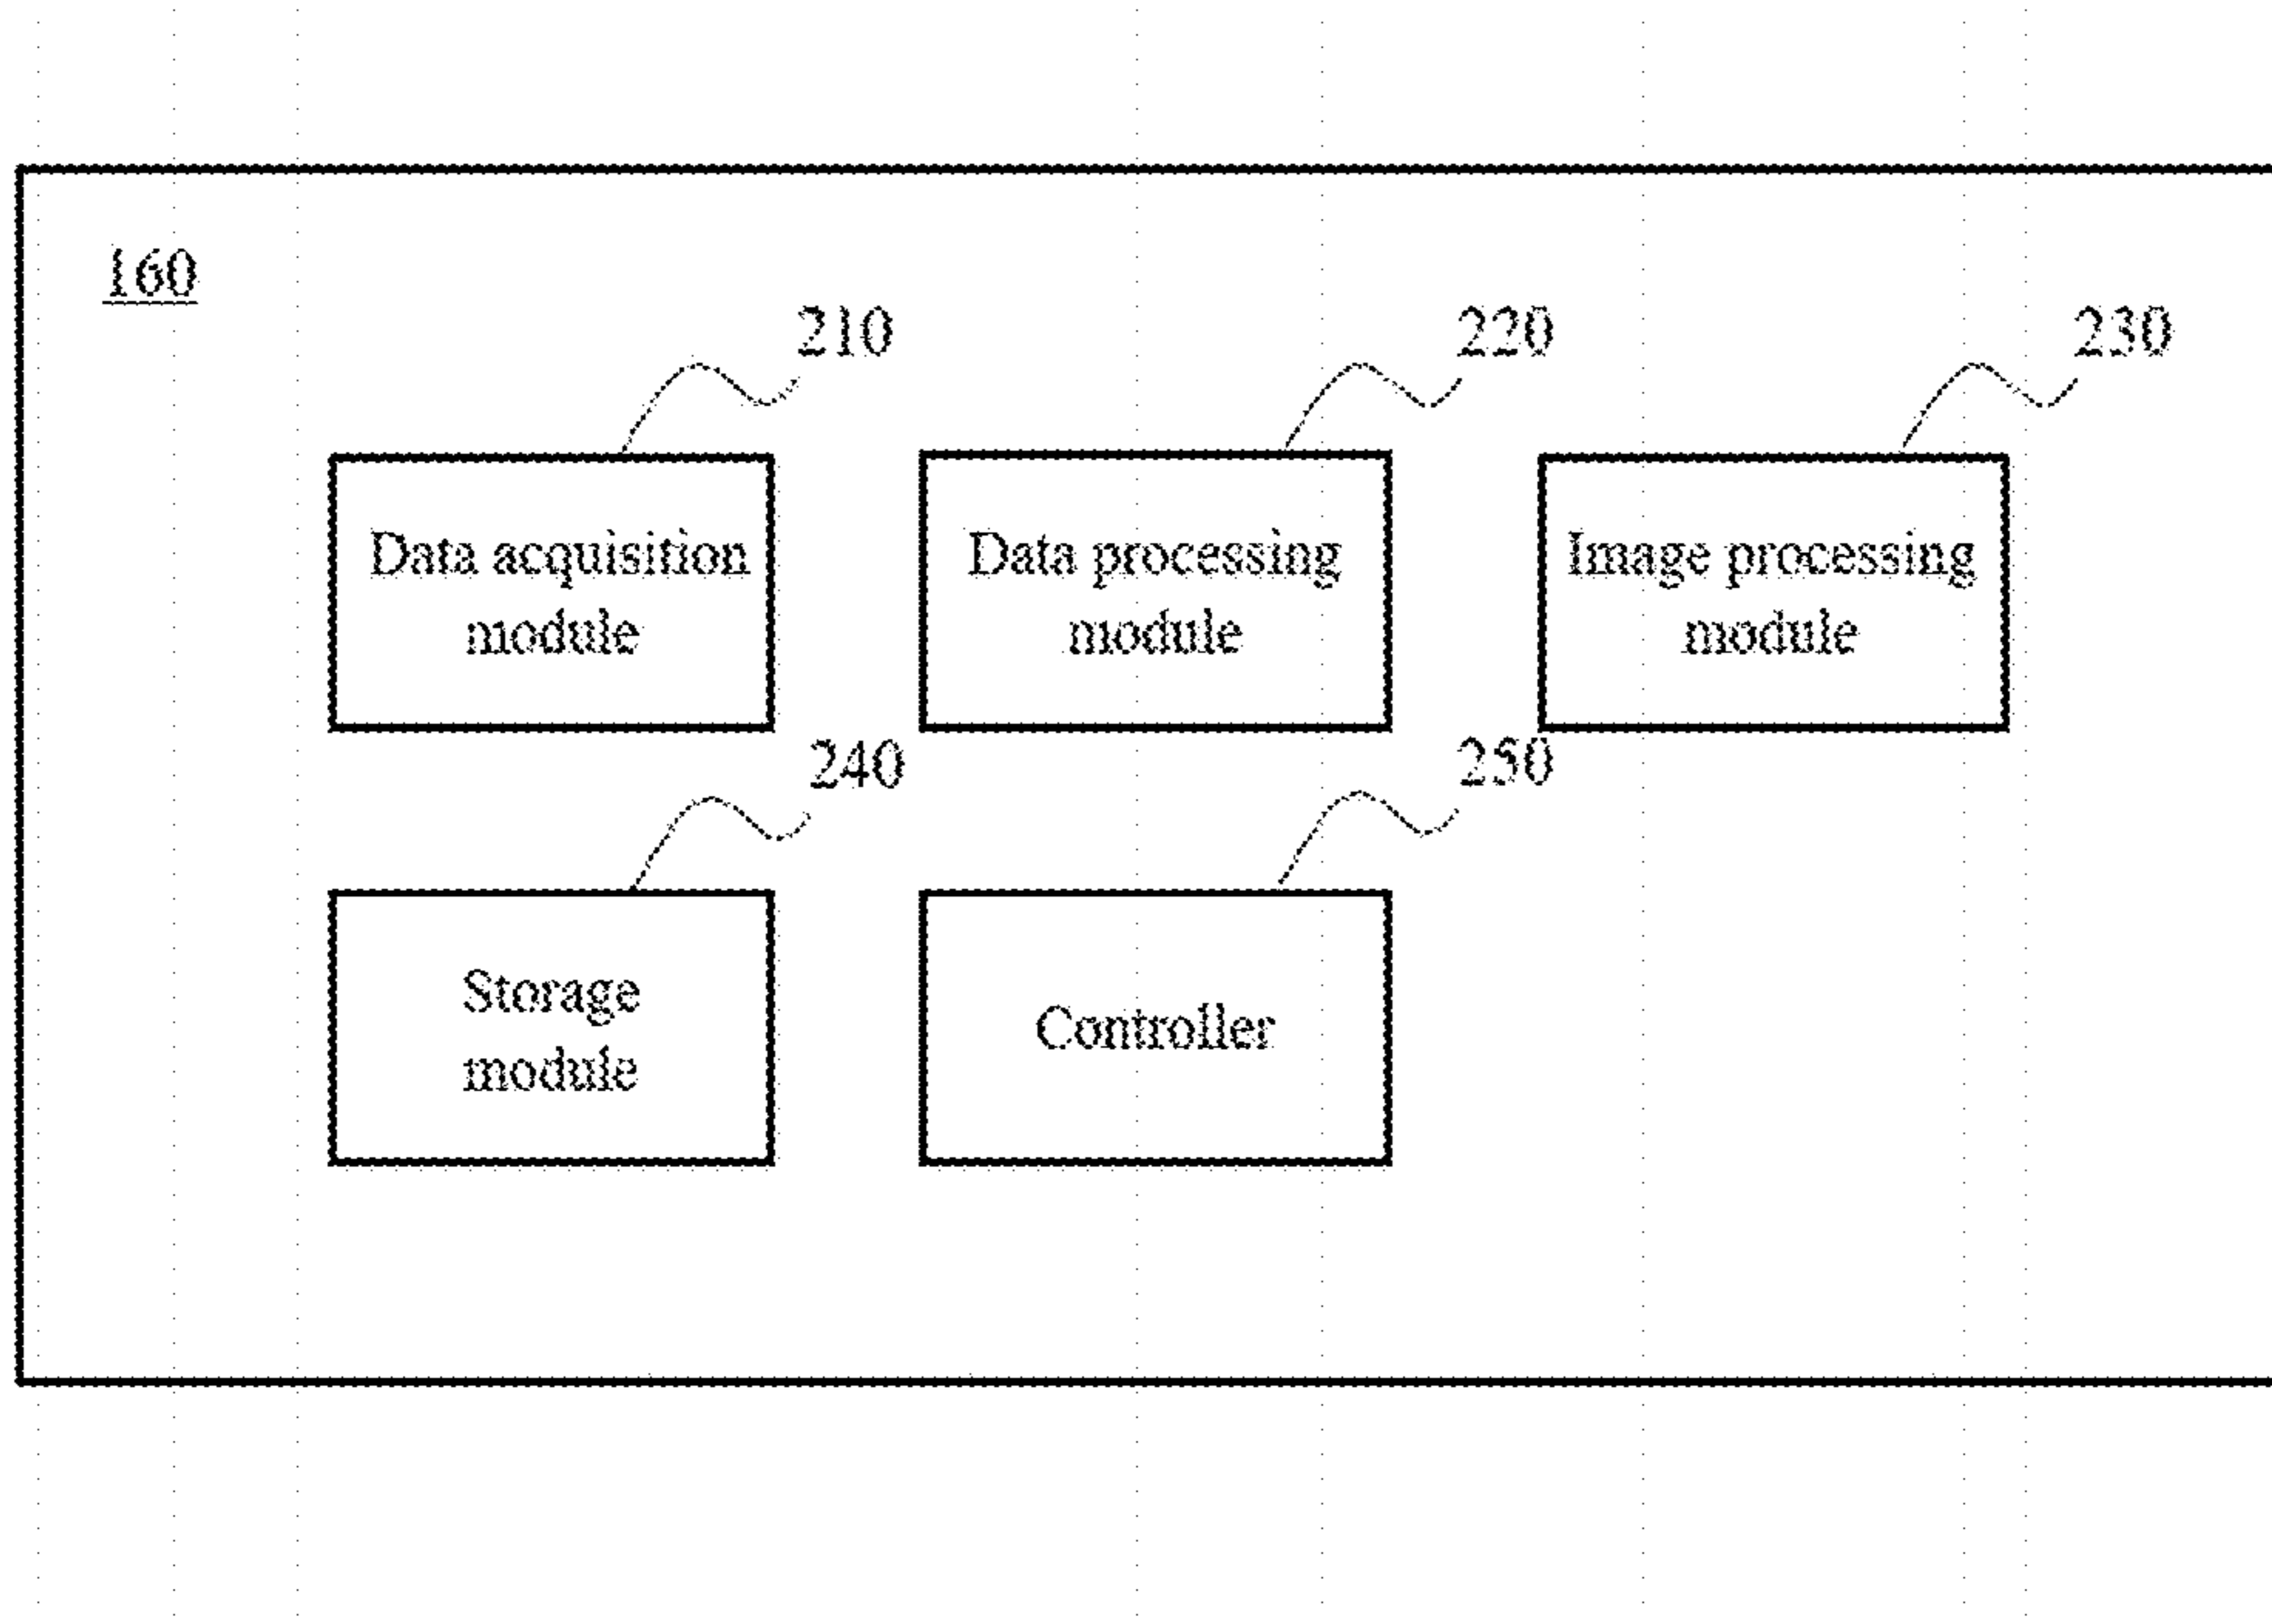 160
210
220
230
Data acquisition
module
Data processing
module
Image processing
module
240
250
Storage
module
Controller